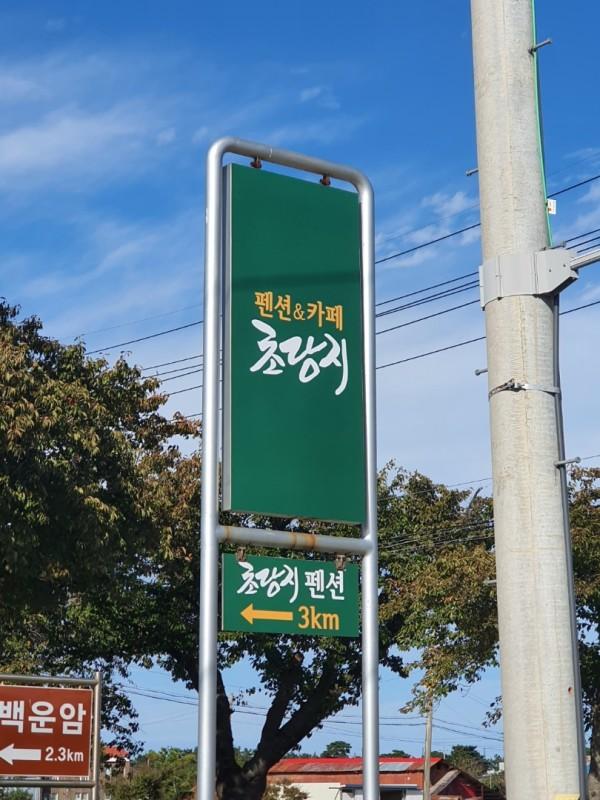 펜션&카페
초당지
초당지 펜션
← 3km
백운암
← 2.3km